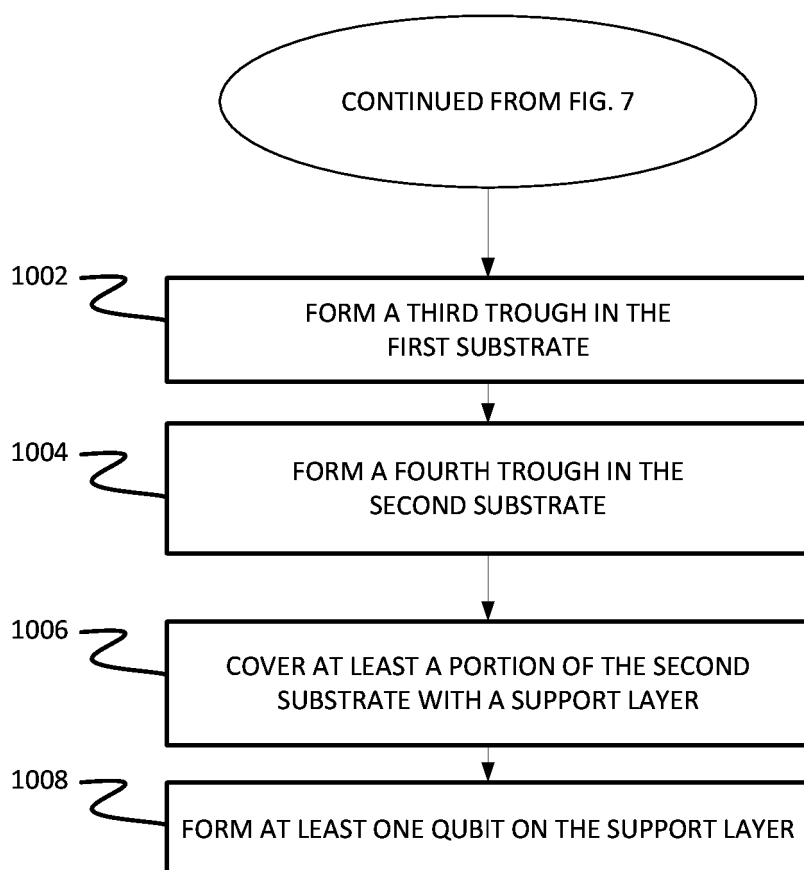 CONTINUED FROM FIG. 7
1002
FORM A THIRD TROUGH IN THE
FIRST SUBSTRATE
1004
FORM A FOURTH TROUGH IN THE
SECOND SUBSTRATE
1006
COVER AT LEAST A PORTION OF THE SECOND
SUBSTRATE WITH A SUPPORT LAYER
1008
FORM AT LEAST ONE QUBIT ON THE SUPPORT LAYER